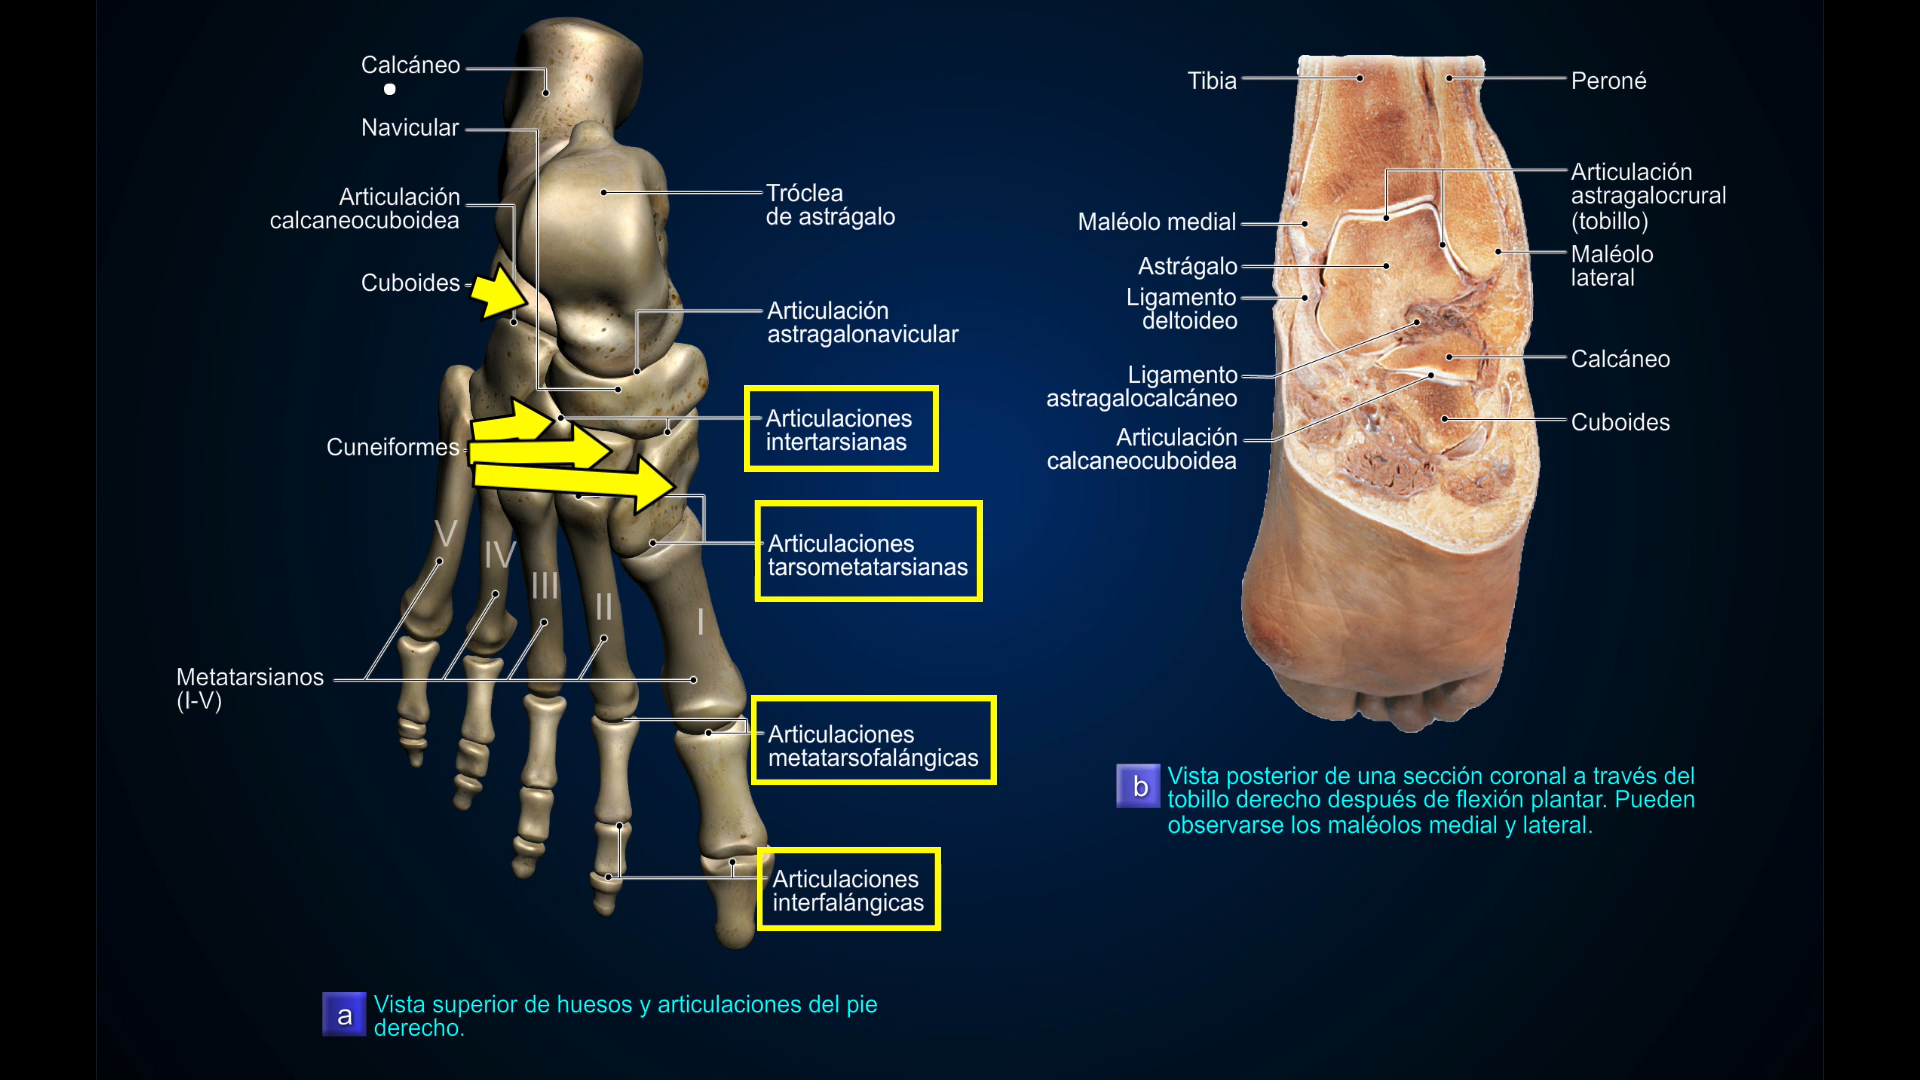 Calcáneo
Navicular
Articulación
calcaneocuboidea
Cuboides
Cuneiformes
Metatarsianos
(I-V)
V
IV
III
II
I
Tróclea
de astrágalo
Articulación
astragalonavicular
Articulaciones
intertarsianas
Articulaciones
tarsometatarsianas
Articulaciones
metatarsofalángicas
Articulaciones
interfalángicas
a
Vista superior de huesos y articulaciones del pie
derecho.
Tibia
Maléolo medial
Astrágalo
Ligamento
deltoideo
Ligamento
astragalocalcáneo
Articulación
calcaneocuboidea
Peroné
Articulación
astragalocrural
(tobillo)
Maléolo
lateral
Calcáneo
Cuboides
b
Vista posterior de una sección coronal a través del
tobillo derecho después de flexión plantar. Pueden
observarse los maléolos medial y lateral.